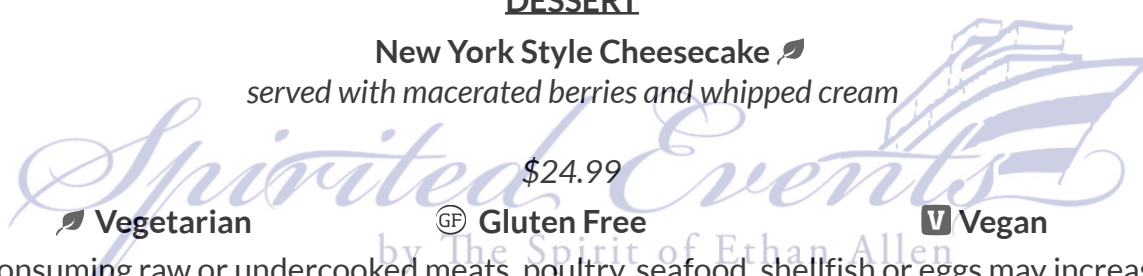 DESSERT
New York Style Cheesecake
served with macerated berries and whipped cream
$24.99
Spirited Events
Vegetarian GF Gluten Free V Vegan
by The Spirit of Ethan Allen
onsuming raw or undercooked meats, poultry, seafood, shellfish or eggs may increa